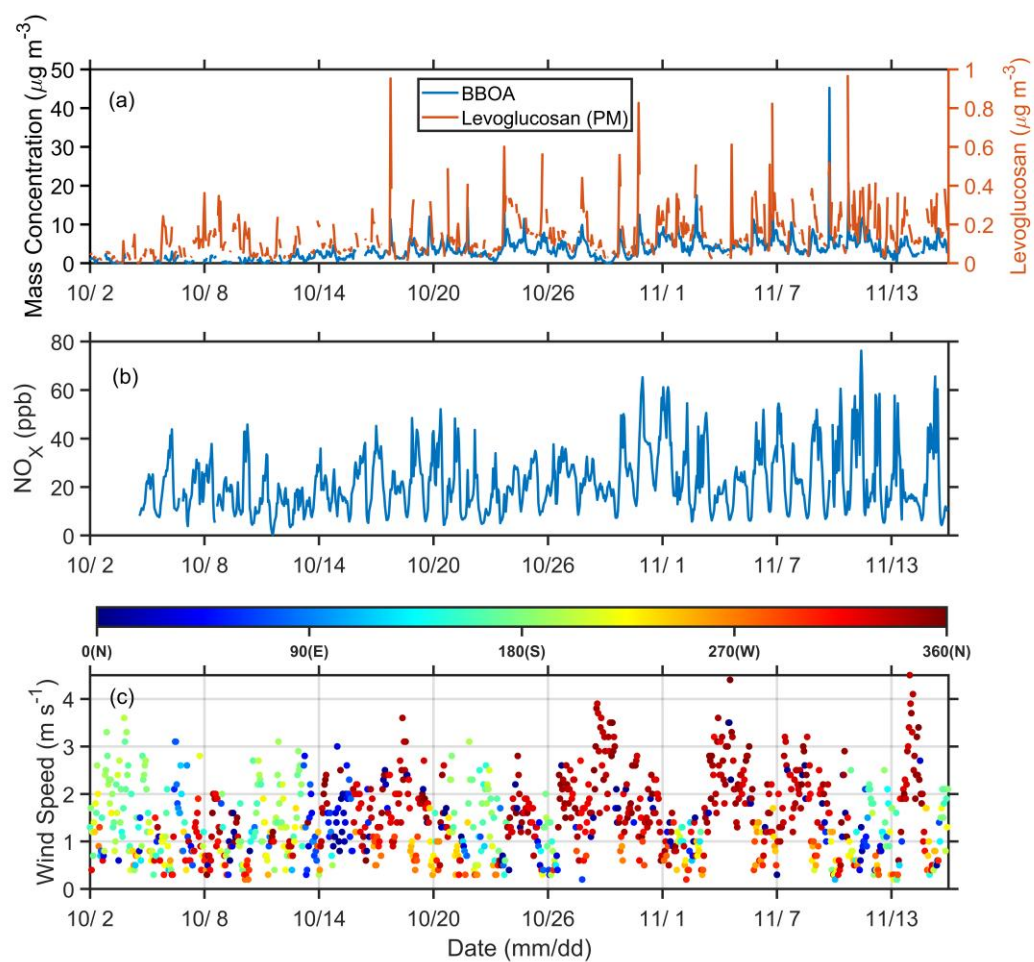 (a)
BBOA
Levoglucosan (PM)
Mass Concentration (μg m⁻³)
50
40
30
20
10
0
Levoglucosan (μg m⁻³)
1
0.8
0.6
0.4
0.2
0
10/ 2 10/ 8 10/14 10/20 10/26 11/ 1 11/ 7 11/13
(b)
NOX (ppb)
80
60
40
20
0
10/ 2 10/ 8 10/14 10/20 10/26 11/ 1 11/ 7 11/13
0(N) 90(E) 180(S) 270(W) 360(N)
(c)
Wind Speed (m s⁻¹)
4
3
2
1
0
10/ 2 10/ 8 10/14 10/20 10/26 11/ 1 11/ 7 11/13
Date (mm/dd)